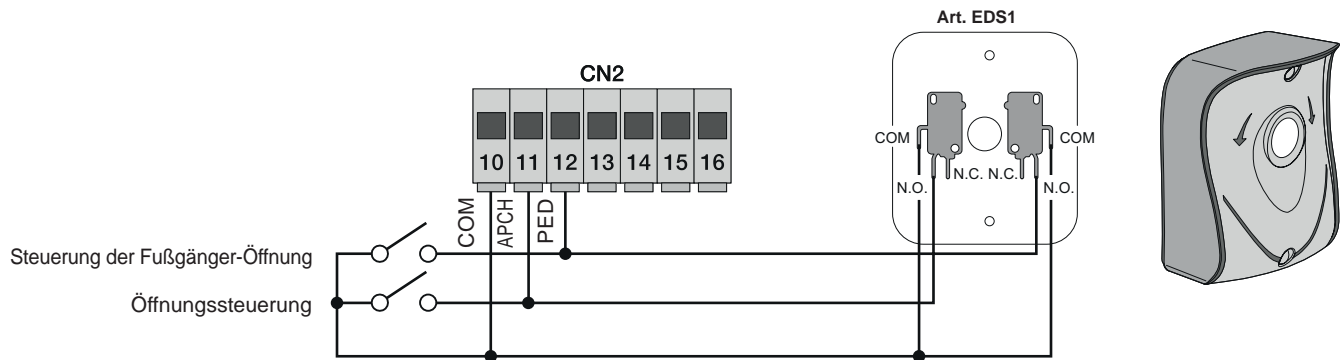 Art. EDS1
CN2
10 11 12 13 14 15 16
COM COM
N.C. N.C.
N.O. N.O.
COM
APCH
PED
Steuerung der Fußgänger-Öffnung
Öffnungssteuerung